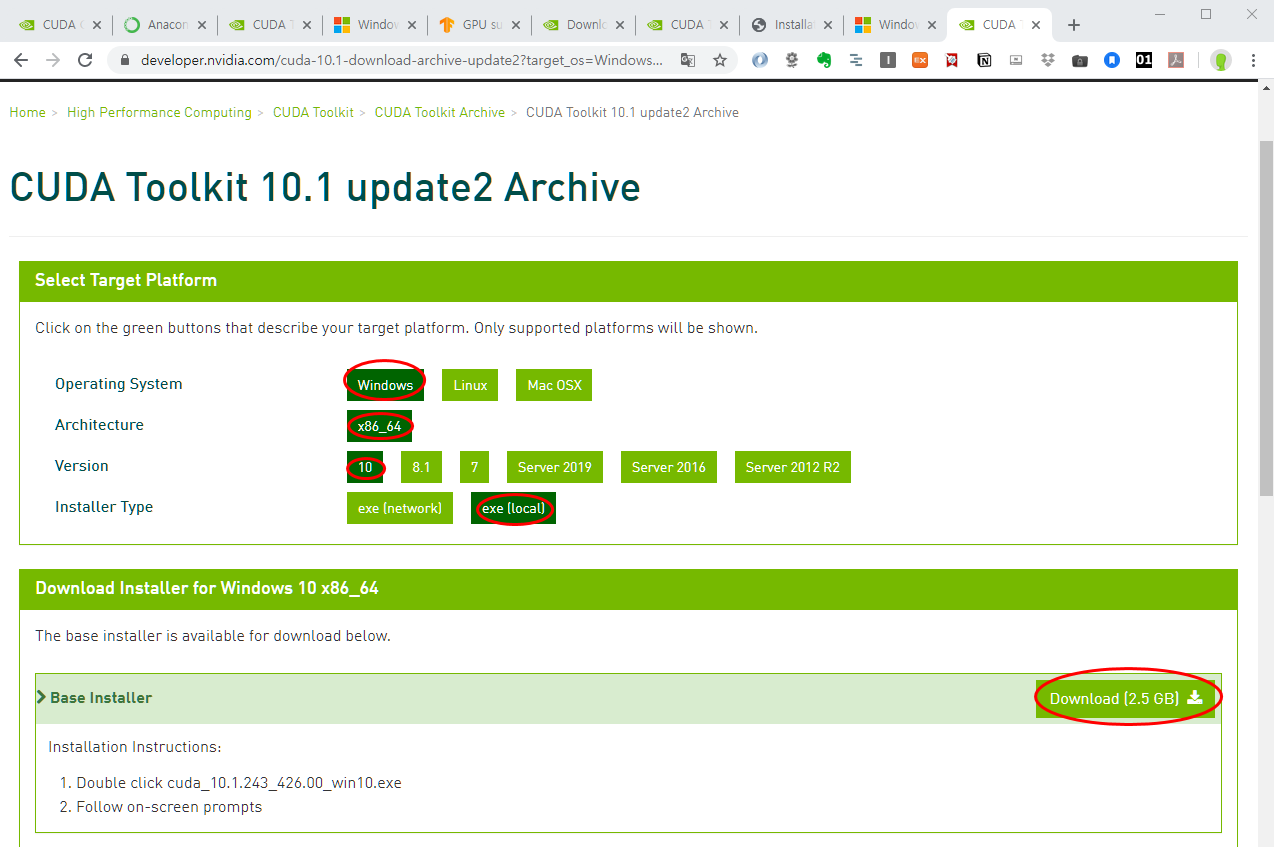 CUDA Anacon CUDA Window GPU su Downlo CUDA Installa Window CUDA
developer.nvidia.com/cuda-10.1-download-archive-update2?target_os=Windows...
Home > High Performance Computing > CUDA Toolkit > CUDA Toolkit Archive > CUDA Toolkit 10.1 update2 Archive
CUDA Toolkit 10.1 update2 Archive
Select Target Platform
Click on the green buttons that describe your target platform. Only supported platforms will be shown.
Operating System Windows Linux Mac OSX
Architecture x86_64
Version 10 8.1 7 Server 2019 Server 2016 Server 2012 R2
Installer Type exe (network) exe (local)
Download Installer for Windows 10 x86_64
The base installer is available for download below.
Base Installer Download (2.5 GB)
Installation Instructions:
1. Double click cuda_10.1.243_426.00_win10.exe
2. Follow on-screen prompts